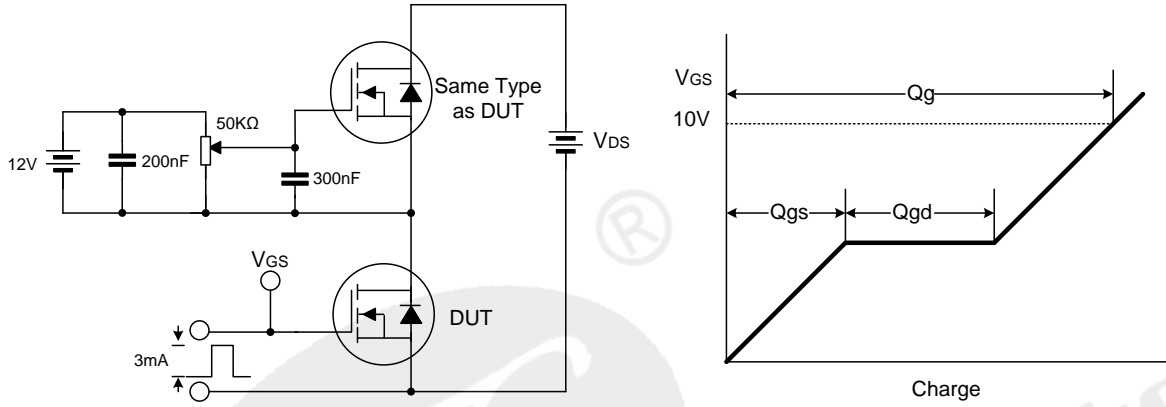 Same Type
as DUT
50KΩ
12V
200nF
300nF
VDS
VGS
DUT
3mA
VGS
10V
Qg
Qgs
Qgd
Charge
®